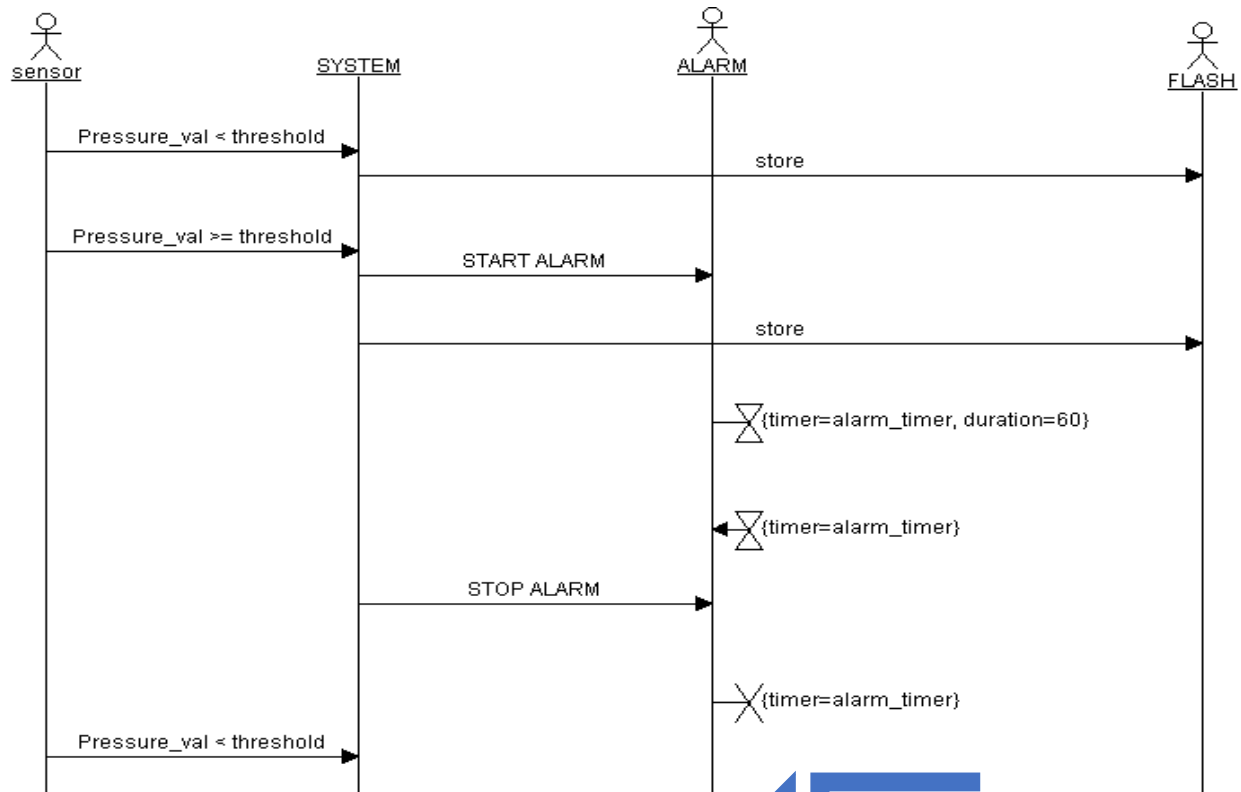 sensor
SYSTEM
ALARM
FLASH
Pressure_val < threshold
store
Pressure_val >= threshold
START ALARM
store
{timer=alarm_timer, duration=60}
{timer=alarm_timer}
STOP ALARM
{timer=alarm_timer}
Pressure_val < threshold